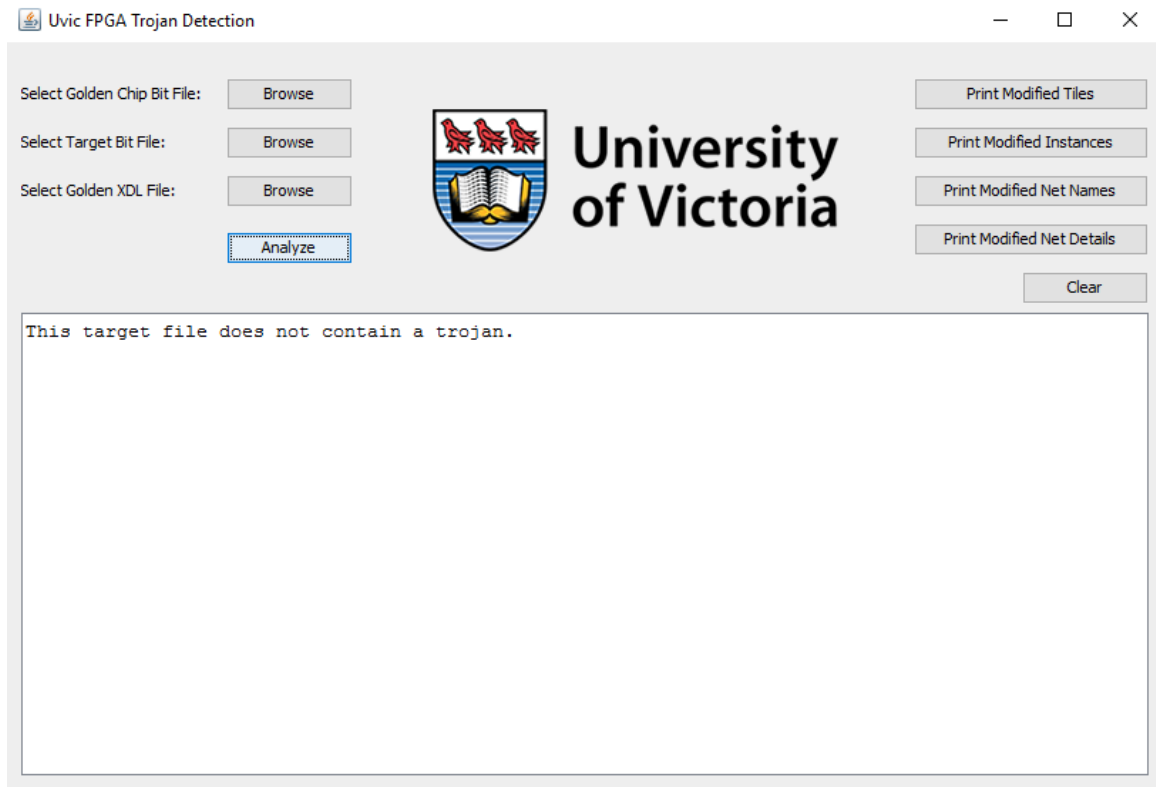 Uvic FPGA Trojan Detection
Select Golden Chip Bit File:
Browse
Select Target Bit File:
Browse
Select Golden XDL File:
Browse
Analyze
University
of Victoria
Print Modified Tiles
Print Modified Instances
Print Modified Net Names
Print Modified Net Details
Clear
This target file does not contain a trojan.